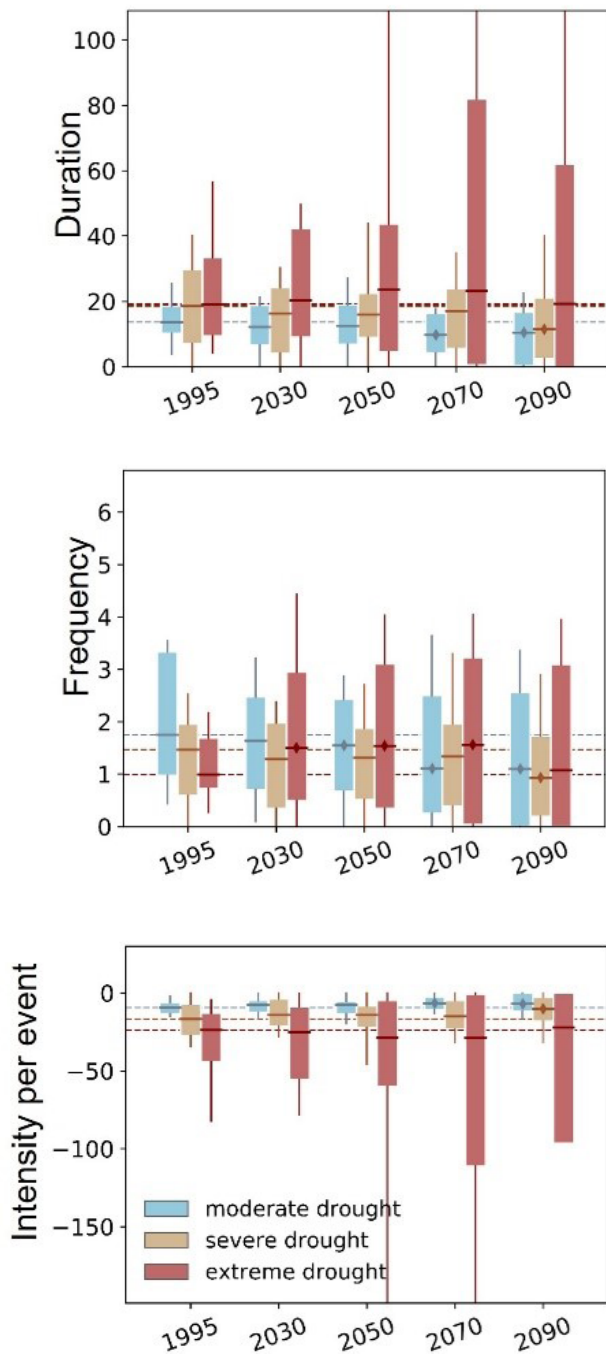 Duration
100
80
60
40
20
0
1995 2030 2050 2070 2090
Frequency
6
5
4
3
2
1
0
1995 2030 2050 2070 2090
Intensity per event
0
−50
−100
−150
moderate drought
severe drought
extreme drought
1995 2030 2050 2070 2090